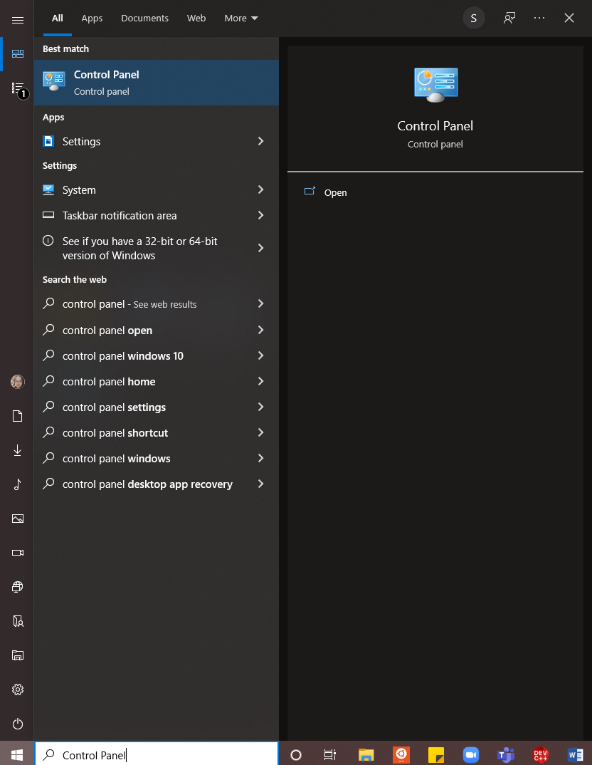 All Apps Documents Web More S
Best match
Control Panel
Control panel
Apps
Settings
Settings
System
Taskbar notification area
See if you have a 32-bit or 64-bit
version of Windows
Search the web
control panel - See web results
control panel open
control panel windows 10
control panel home
control panel settings
control panel shortcut
control panel windows
control panel desktop app recovery
Control Panel
Control panel
Open
1
Control Panel
DEV
C++
W